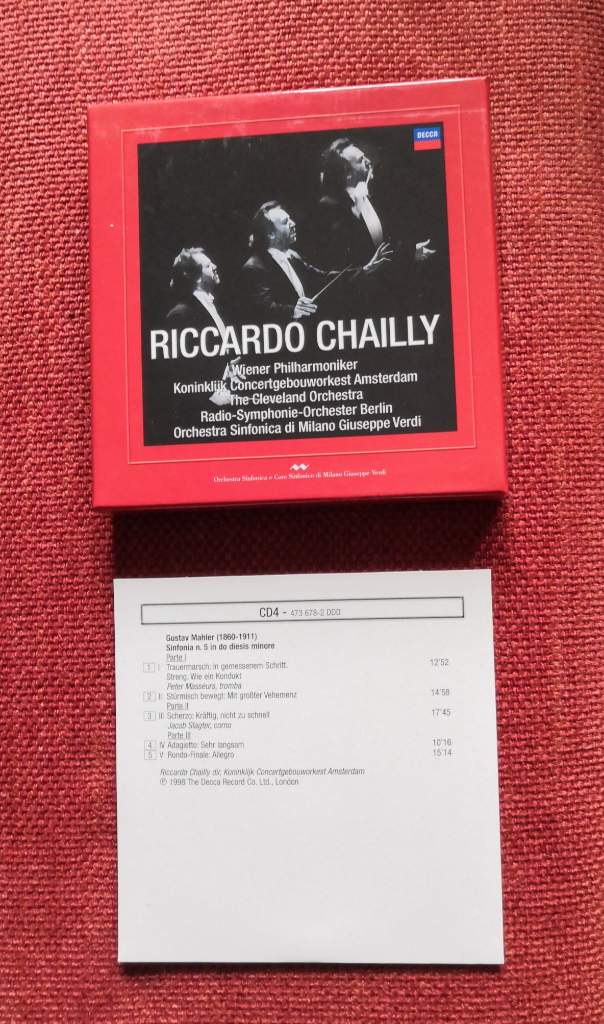 DECCA
RICCARDO CHAILLY
Wiener Philharmoniker
Koninklijk Concertgebouworkest Amsterdam
The Cleveland Orchestra
Radio-Symphonie-Orchester Berlin
Orchestra Sinfonica di Milano Giuseppe Verdi
Orchestra Sinfonica e Coro Sinfonico di Milano Giuseppe Verdi
CD4 - 473 678-2 DDD
Gustav Mahler (1860-1911)
Sinfonia n. 5 in do diesis minore
Parte I
1 I Trauermarsch: in gemessenem Schritt. 12'52
Streng. Wie ein Kondukt
Peter Masseurs, tromba
2 II Stürmisch bewegt: Mit größter Vehemenz 14'58
Parte II
3 III Scherzo: Kräftig, nicht zu schnell 17'45
Jacob Slagter, corno
Parte III
4 IV Adagietto: Sehr langsam 10'16
5 V Rondo-Finale: Allegro 15'14
Riccardo Chailly dir, Koninklijk Concertgebouworkest Amsterdam
℗ 1998 The Decca Record Co. Ltd., London